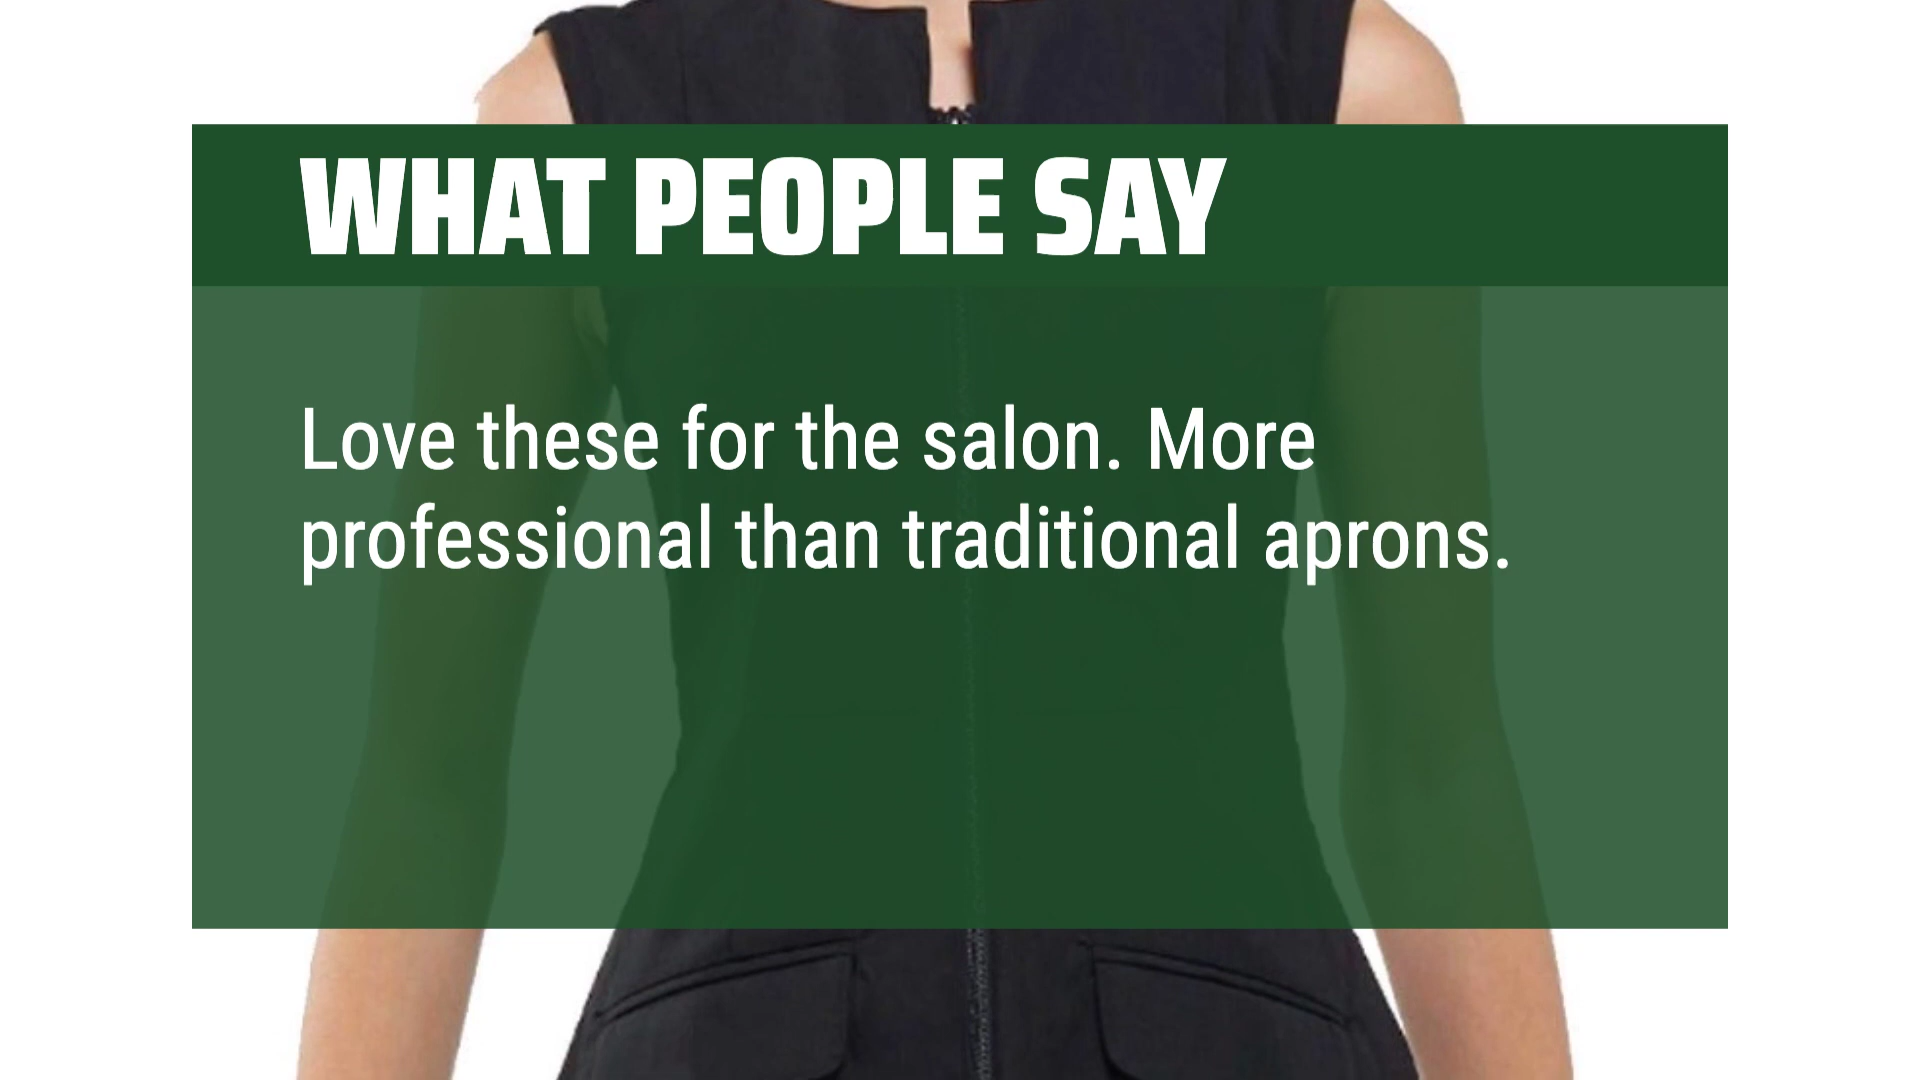 WHAT PEOPLE SAY
Love these for the salon. More
professional than traditional aprons.